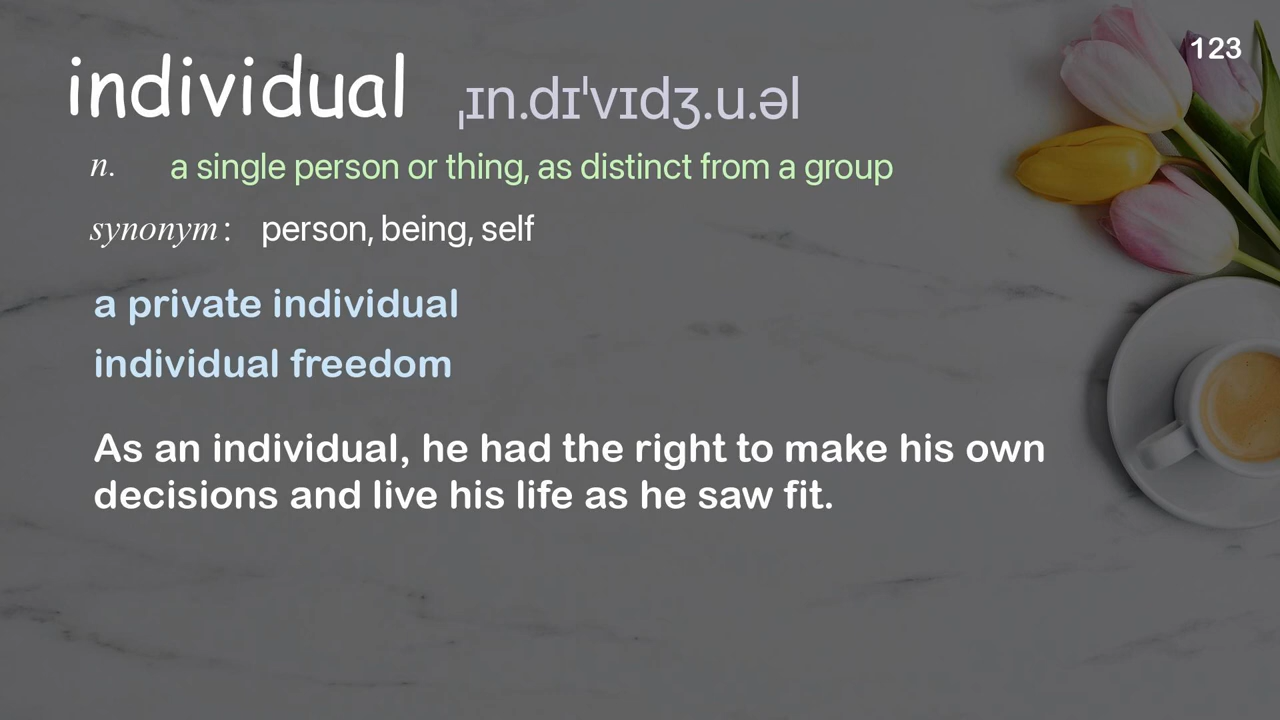 123
individual ˌɪn.dɪˈvɪdʒ.u.əl
n. a single person or thing, as distinct from a group
synonym: person, being, self
a private individual
individual freedom
As an individual, he had the right to make his own
decisions and live his life as he saw fit.